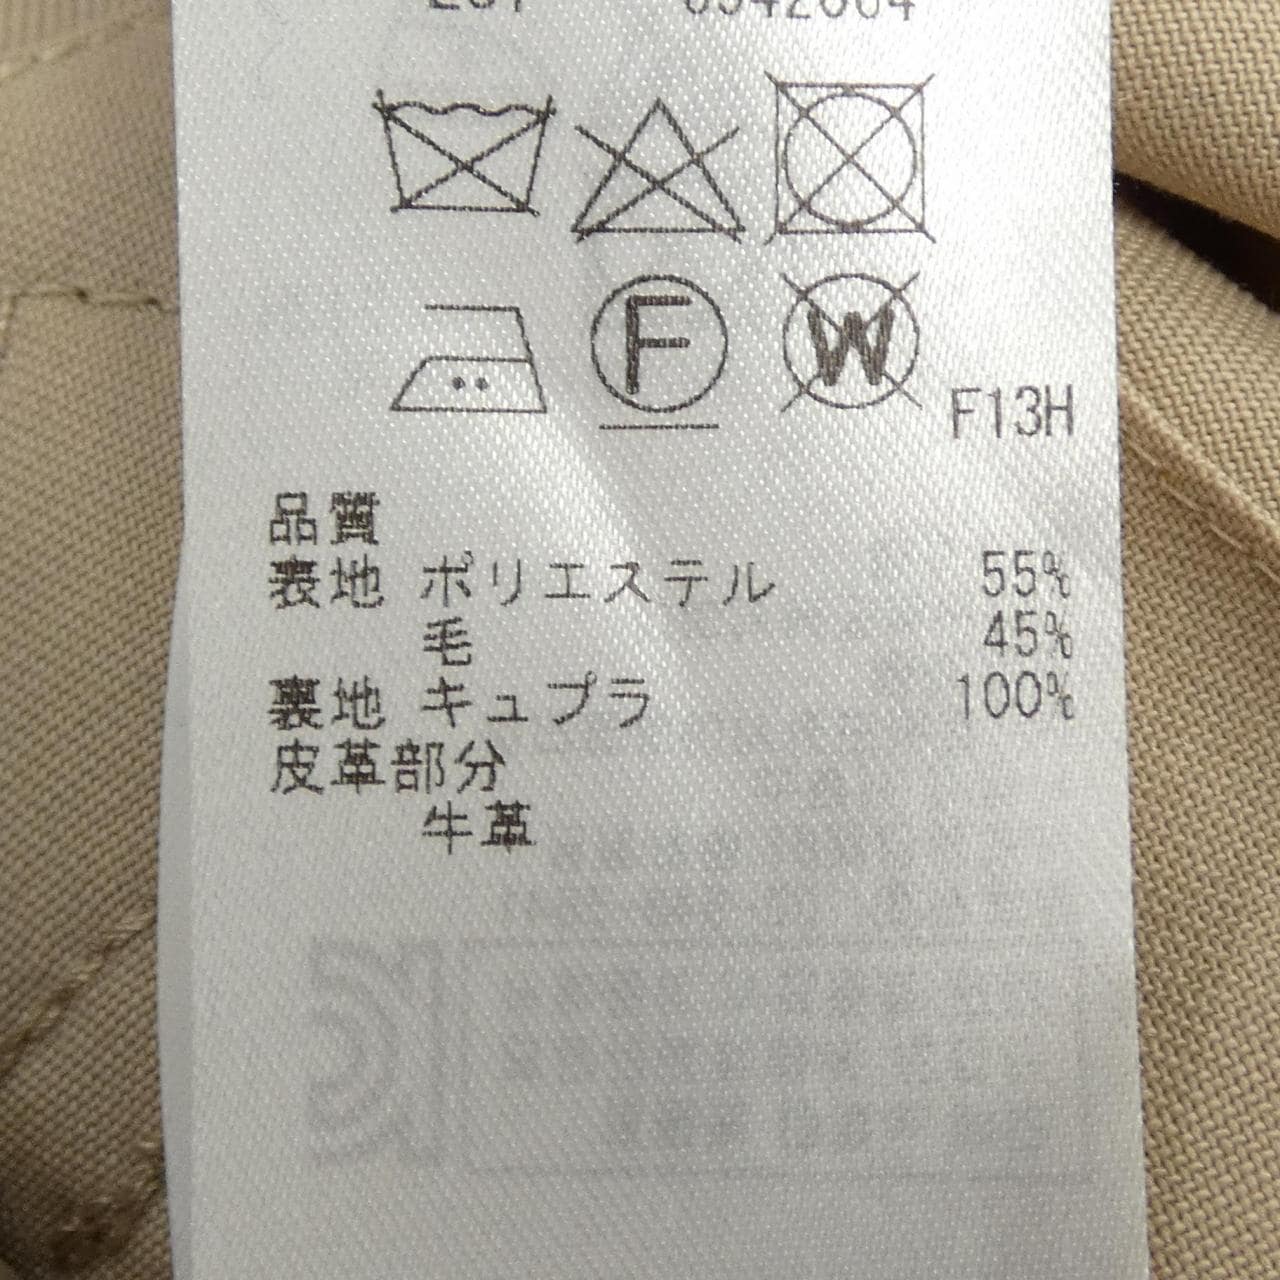 F
W
F13H
品質
表地 ポリエステル 55%
毛 45%
裏地 キュプラ 100%
皮革部分
牛革